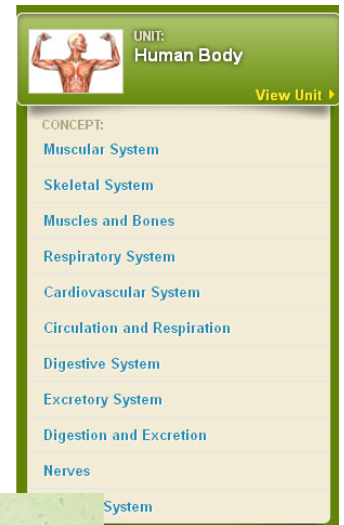 UNIT:
Human Body
View Unit
CONCEPT:
Muscular System
Skeletal System
Muscles and Bones
Respiratory System
Cardiovascular System
Circulation and Respiration
Digestive System
Excretory System
Digestion and Excretion
Nerves
System